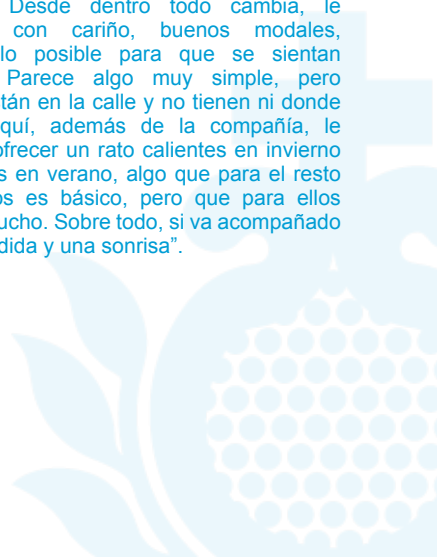 Desde dentro todo cambia, le
con cariño, buenos modales,
lo posible para que se sientan
Parece algo muy simple, pero
tán en la calle y no tienen ni donde
quí, además de la compañía, le
ofrecer un rato calientes en invierno
s en verano, algo que para el resto
os es básico, pero que para ellos
ucho. Sobre todo, si va acompañado
dida y una sonrisa”.